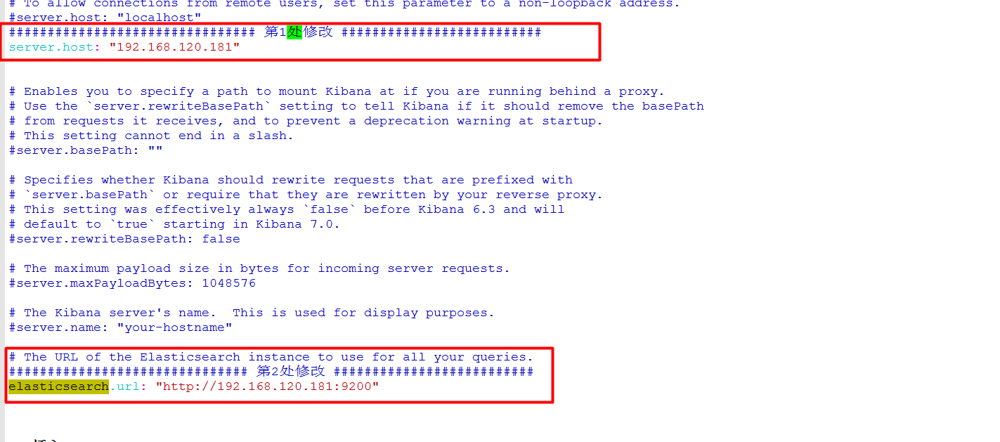 # To allow connections from remote users, set this parameter to a non-loopback address.
#server.host: "localhost"
################################ 第1处修改 ##########################
server.host: "192.168.120.181"
# Enables you to specify a path to mount Kibana at if you are running behind a proxy.
# Use the `server.rewriteBasePath` setting to tell Kibana if it should remove the basePath
# from requests it receives, and to prevent a deprecation warning at startup.
# This setting cannot end in a slash.
#server.basePath: ""
# Specifies whether Kibana should rewrite requests that are prefixed with
# `server.basePath` or require that they are rewritten by your reverse proxy.
# This setting was effectively always `false` before Kibana 6.3 and will
# default to `true` starting in Kibana 7.0.
#server.rewriteBasePath: false
# The maximum payload size in bytes for incoming server requests.
#server.maxPayloadBytes: 1048576
# The Kibana server's name.  This is used for display purposes.
#server.name: "your-hostname"
# The URL of the Elasticsearch instance to use for all your queries.
############################### 第2处修改 ##########################
elasticsearch.url: "http://192.168.120.181:9200"